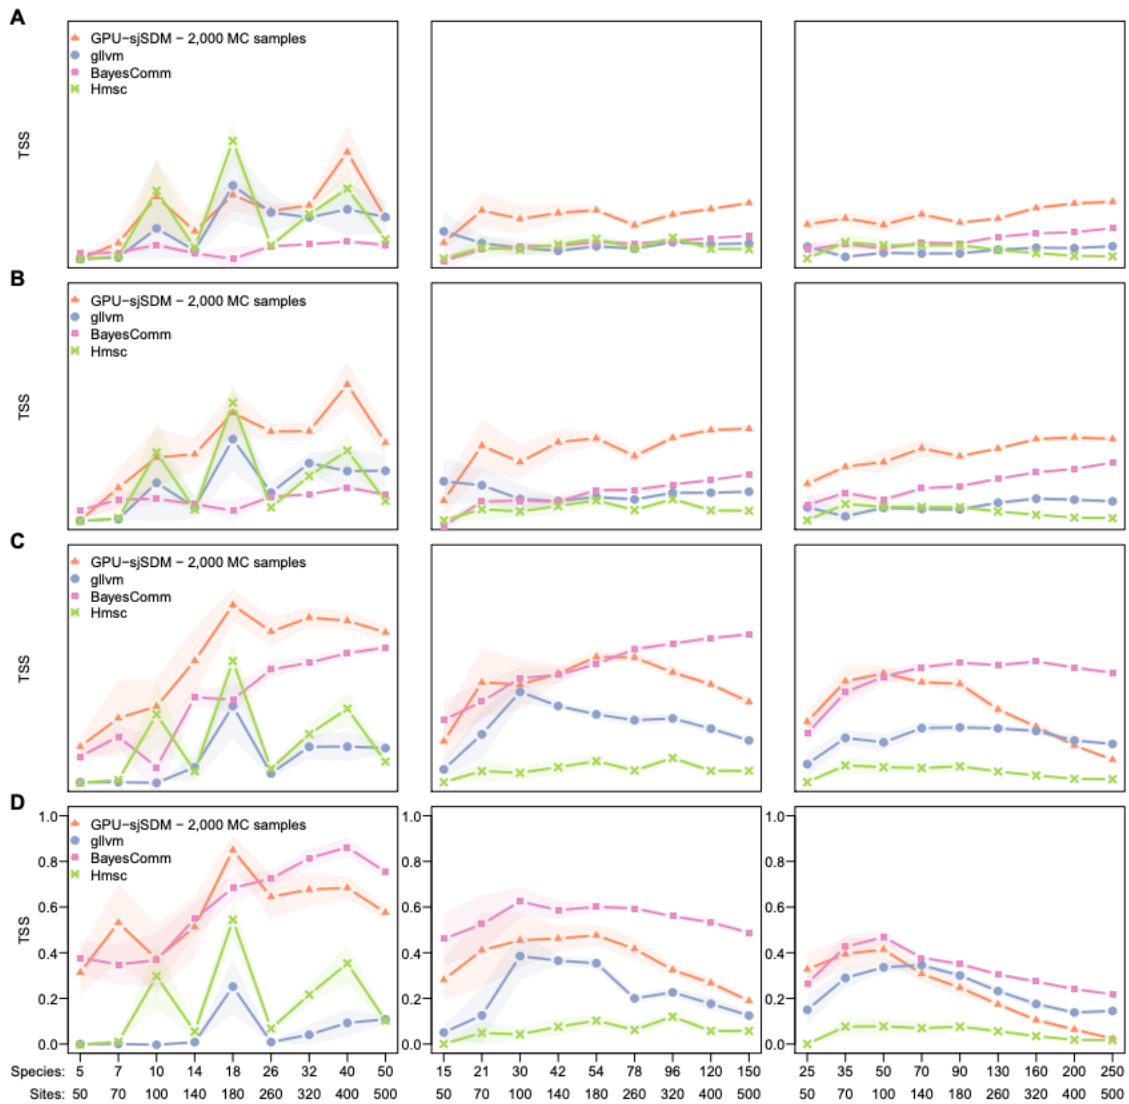 A
GPU−sjSDM − 2,000 MC samples
gllvm
BayesComm
Hmsc
TSS
B
GPU−sjSDM − 2,000 MC samples
gllvm
BayesComm
Hmsc
TSS
C
GPU−sjSDM − 2,000 MC samples
gllvm
BayesComm
Hmsc
TSS
D
GPU−sjSDM − 2,000 MC samples
gllvm
BayesComm
Hmsc
TSS
1.0 1.0 1.0
0.8 0.8 0.8
0.6 0.6 0.6
0.4 0.4 0.4
0.2 0.2 0.2
0.0 0.0 0.0
Species: 5 7 10 14 18 26 32 40 50 15 21 30 42 54 78 96 120 150 25 35 50 70 90 130 160 200 250
Sites: 50 70 100 140 180 260 320 400 500 50 70 100 140 180 260 320 400 500 50 70 100 140 180 260 320 400 500